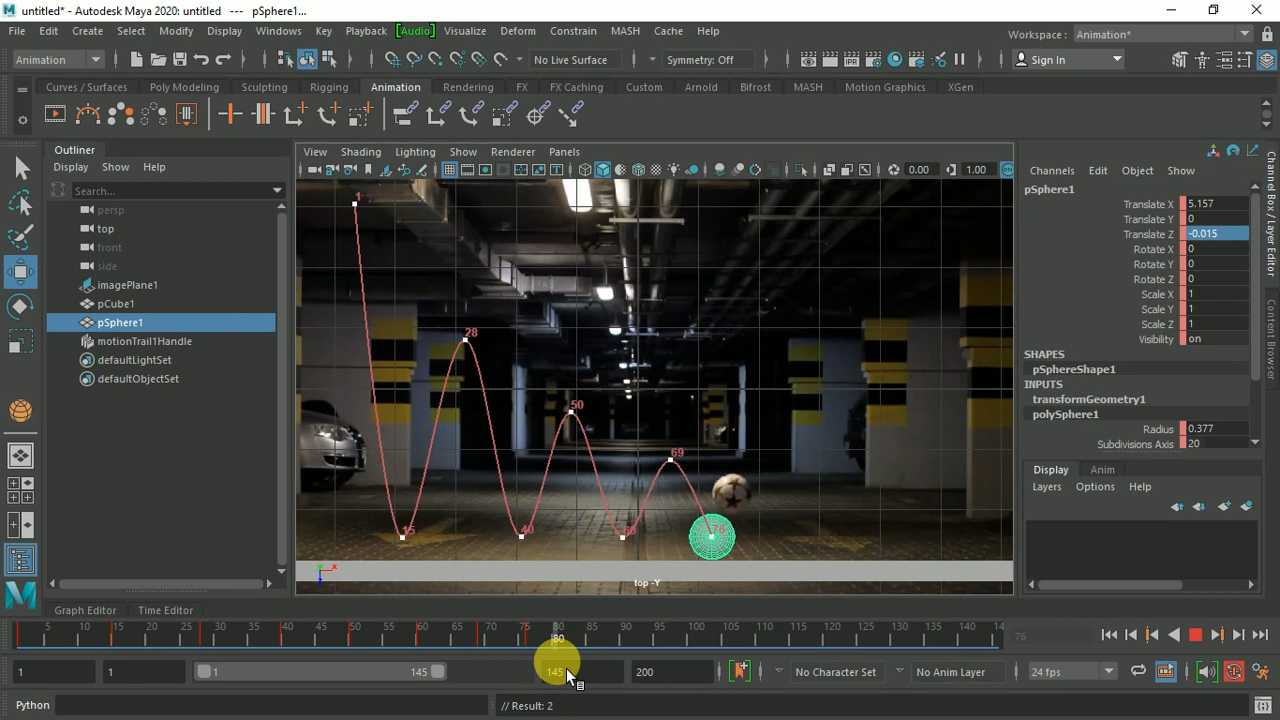 untitled* - Autodesk Maya 2020: untitled --- pSphere1...
File Edit Create Select Modify Display Windows Key Playback [Audio] Visualize Deform Constrain MASH Cache Help
Workspace : Animation*
Animation No Live Surface Symmetry: Off Sign In
Curves / Surfaces Poly Modeling Sculpting Rigging Animation Rendering FX FX Caching Custom Arnold Bifrost MASH Motion Graphics XGen
Outliner
Display Show Help
Search...
persp
top
front
side
imagePlane1
pCube1
pSphere1
motionTrail1Handle
defaultLightSet
defaultObjectSet
View Shading Lighting Show Renderer Panels
0.00 1.00
1
28
50
69
15
40
76
top -Y
Channels Edit Object Show
pSphere1
Translate X 5.157
Translate Y 0
Translate Z -0.015
Rotate X 0
Rotate Y 0
Rotate Z 0
Scale X 1
Scale Y 1
Scale Z 1
Visibility on
SHAPES
pSphereShape1
INPUTS
transformGeometry1
polySphere1
Radius 0.377
Subdivisions Axis 20
Display Anim
Layers Options Help
Channel Box / Layer Editor
Content Browser
Graph Editor Time Editor
5 10 15 20 25 30 35 40 45 50 55 60 65 70 75 80 85 90 95 100 105 110 115 120 125 130 135 140
80
76
1 1 1 145 145 200 No Character Set No Anim Layer 24 fps
Python // Result: 2